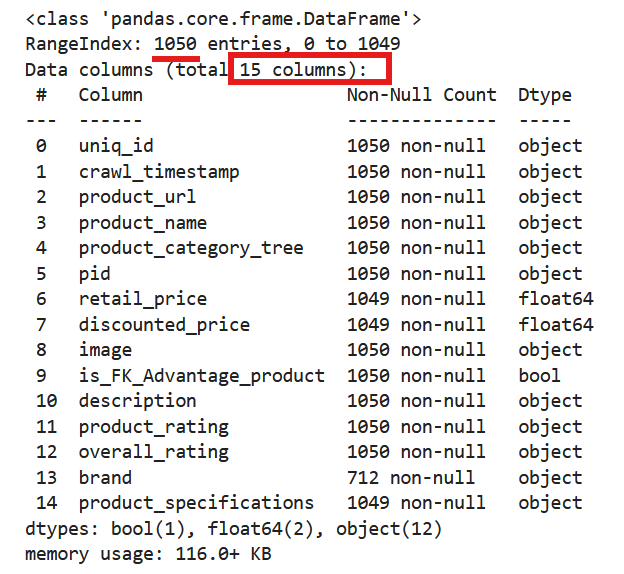 <class 'pandas.core.frame.DataFrame'>
RangeIndex: 1050 entries, 0 to 1049
Data columns (total 15 columns):
 #   Column                   Non-Null Count  Dtype
---  ------                   --------------  -----
 0   uniq_id                  1050 non-null   object
 1   crawl_timestamp          1050 non-null   object
 2   product_url              1050 non-null   object
 3   product_name             1050 non-null   object
 4   product_category_tree    1050 non-null   object
 5   pid                      1050 non-null   object
 6   retail_price             1049 non-null   float64
 7   discounted_price         1049 non-null   float64
 8   image                    1050 non-null   object
 9   is_FK_Advantage_product  1050 non-null   bool
 10  description              1050 non-null   object
 11  product_rating           1050 non-null   object
 12  overall_rating           1050 non-null   object
 13  brand                    712 non-null    object
 14  product_specifications   1049 non-null   object
dtypes: bool(1), float64(2), object(12)
memory usage: 116.0+ KB